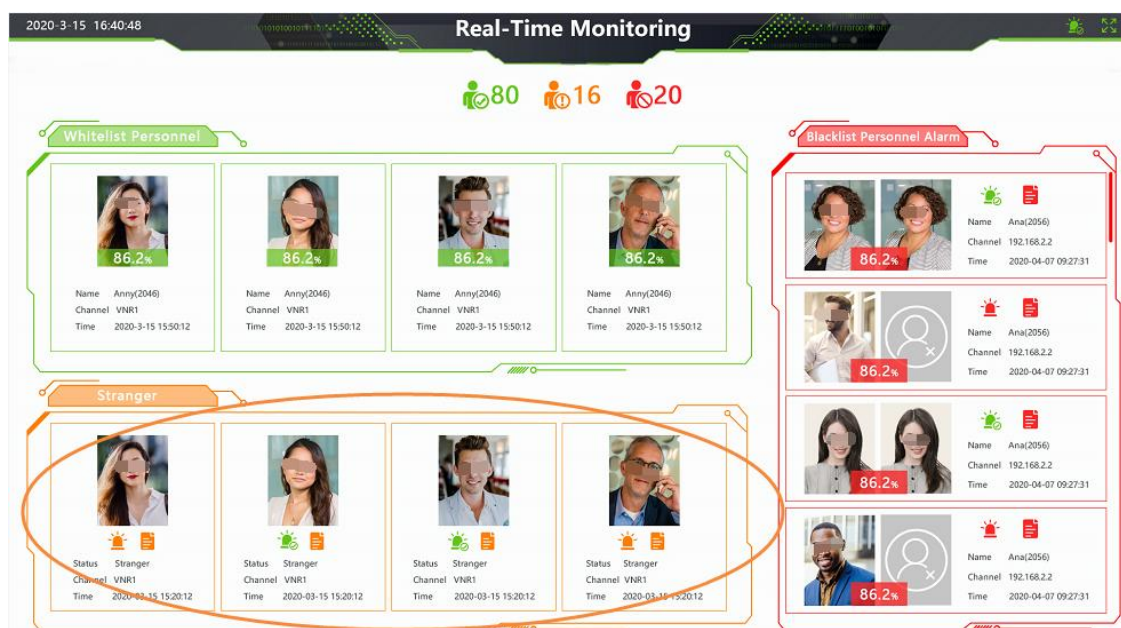 2020-3-15 16:40:48
Real-Time Monitoring
80 16 20
Whitelist Personnel
86.2% 86.2% 86.2% 86.2%
Name Anny(2046) Name Anny(2046) Name Anny(2046) Name Anny(2046)
Channel VNR1 Channel VNR1 Channel VNR1 Channel VNR1
Time 2020-3-15 15:50:12 Time 2020-3-15 15:50:12 Time 2020-3-15 15:50:12 Time 2020-3-15 15:50:12
Stranger
Status Stranger Status Stranger Status Stranger Status Stranger
Channel VNR1 Channel VNR1 Channel VNR1 Channel VNR1
Time 2020-03-15 15:20:12 Time 2020-03-15 15:20:12 Time 2020-03-15 15:20:12 Time 2020-03-15 15:20:12
Blacklist Personnel Alarm
86.2%
Name Ana(2056)
Channel 192.168.2.2
Time 2020-04-07 09:27:31
86.2%
Name Ana(2056)
Channel 192.168.2.2
Time 2020-04-07 09:27:31
86.2%
Name Ana(2056)
Channel 192.168.2.2
Time 2020-04-07 09:27:31
86.2%
Name Ana(2056)
Channel 192.168.2.2
Time 2020-04-07 09:27:31